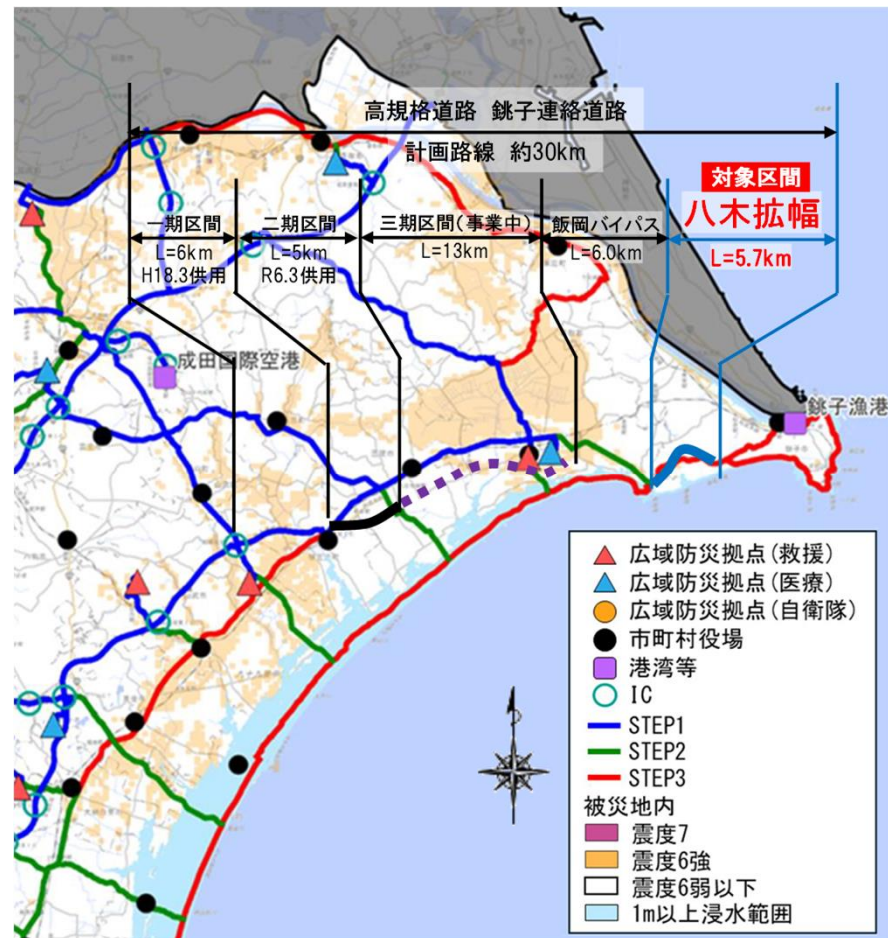 高規格道路 銚子連絡道路
計画路線 約30km
対象区間
八木拡幅
L=5.7km
一期区間
L=6km
H18.3供用
二期区間
L=5km
R6.3供用
三期区間(事業中)
L=13km
飯岡バイパス
L=6.0km
成田国際空港
銚子漁港
広域防災拠点(救援)
広域防災拠点(医療)
広域防災拠点(自衛隊)
市町村役場
港湾等
IC
STEP1
STEP2
STEP3
被災地内
震度7
震度6強
震度6弱以下
1m以上浸水範囲